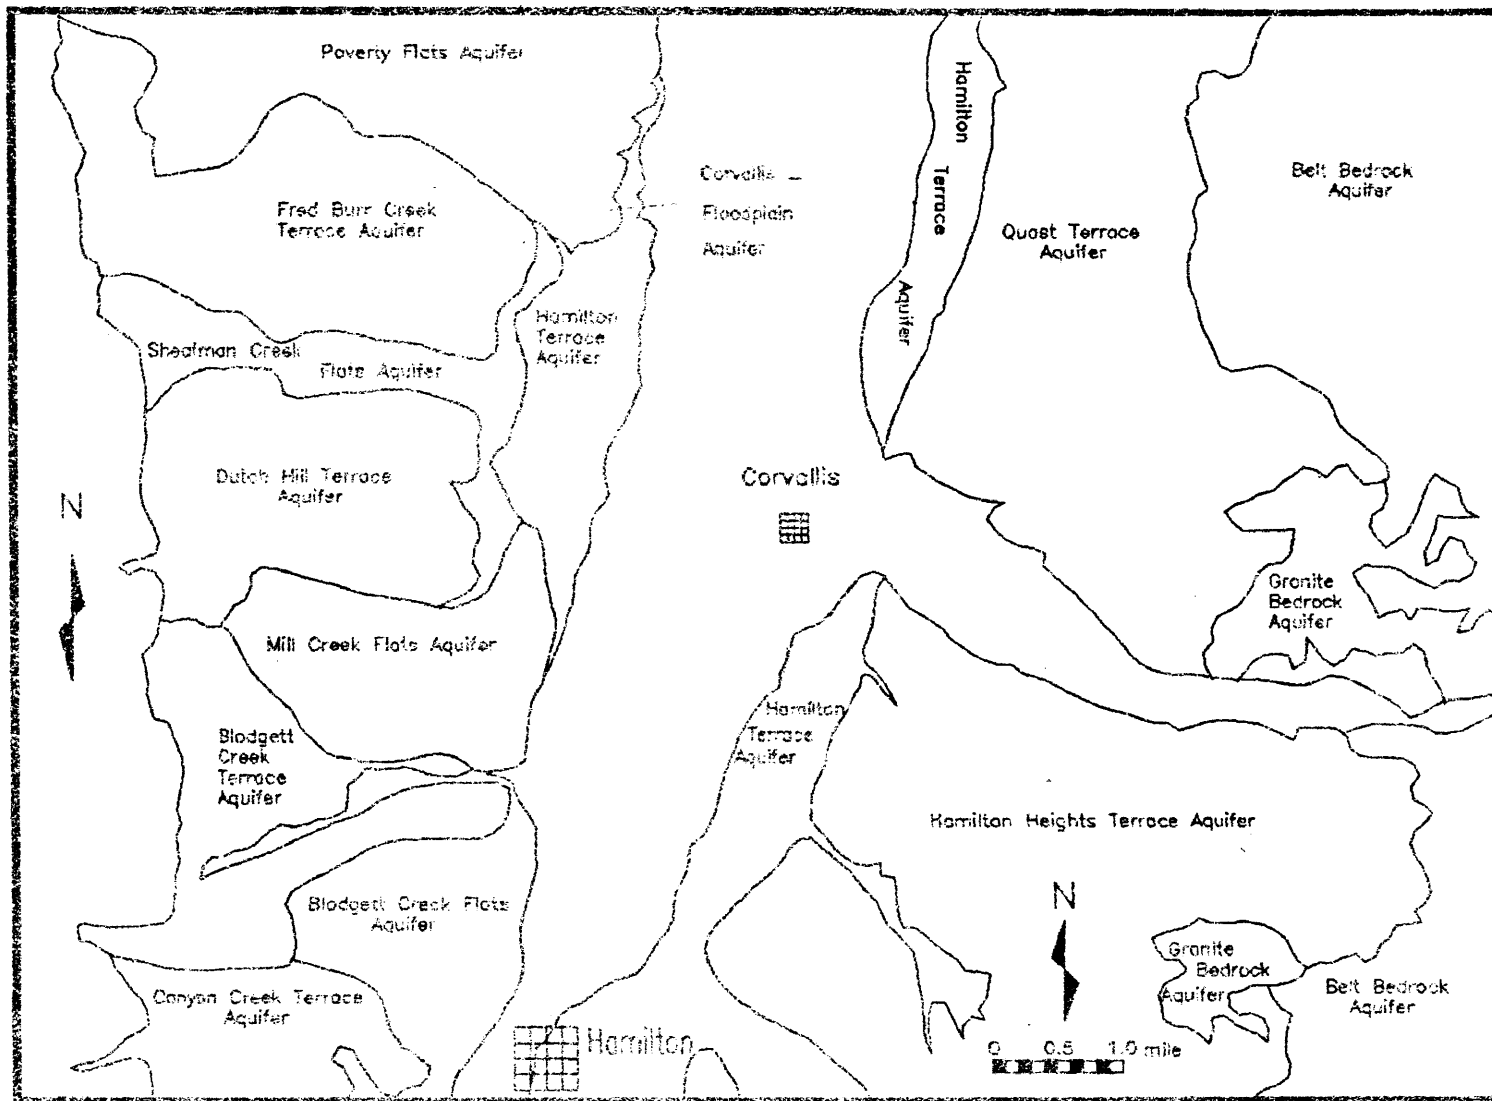 Poverty Flats Aquifer
Hamilton
Terrace
Aquifer
Corvallis
Floodplain
Aquifer
Belt Bedrock
Aquifer
Fred Burr Creek
Terrace Aquifer
Quast Terrace
Aquifer
Hamilton
Terrace
Aquifer
Sheafman Creek
Flats Aquifer
Dutch Hill Terrace
Aquifer
Corvallis
N
Granite
Bedrock
Aquifer
Mill Creek Flats Aquifer
Hamilton
Terrace
Aquifer
Blodgett
Creek
Terrace
Aquifer
Hamilton Heights Terrace Aquifer
Blodgett Creek Flats
Aquifer
N
Granite
Bedrock
Aquifer
Belt Bedrock
Aquifer
Canyon Creek Terrace
Aquifer
Hamilton
0 0.5 1.0 mile